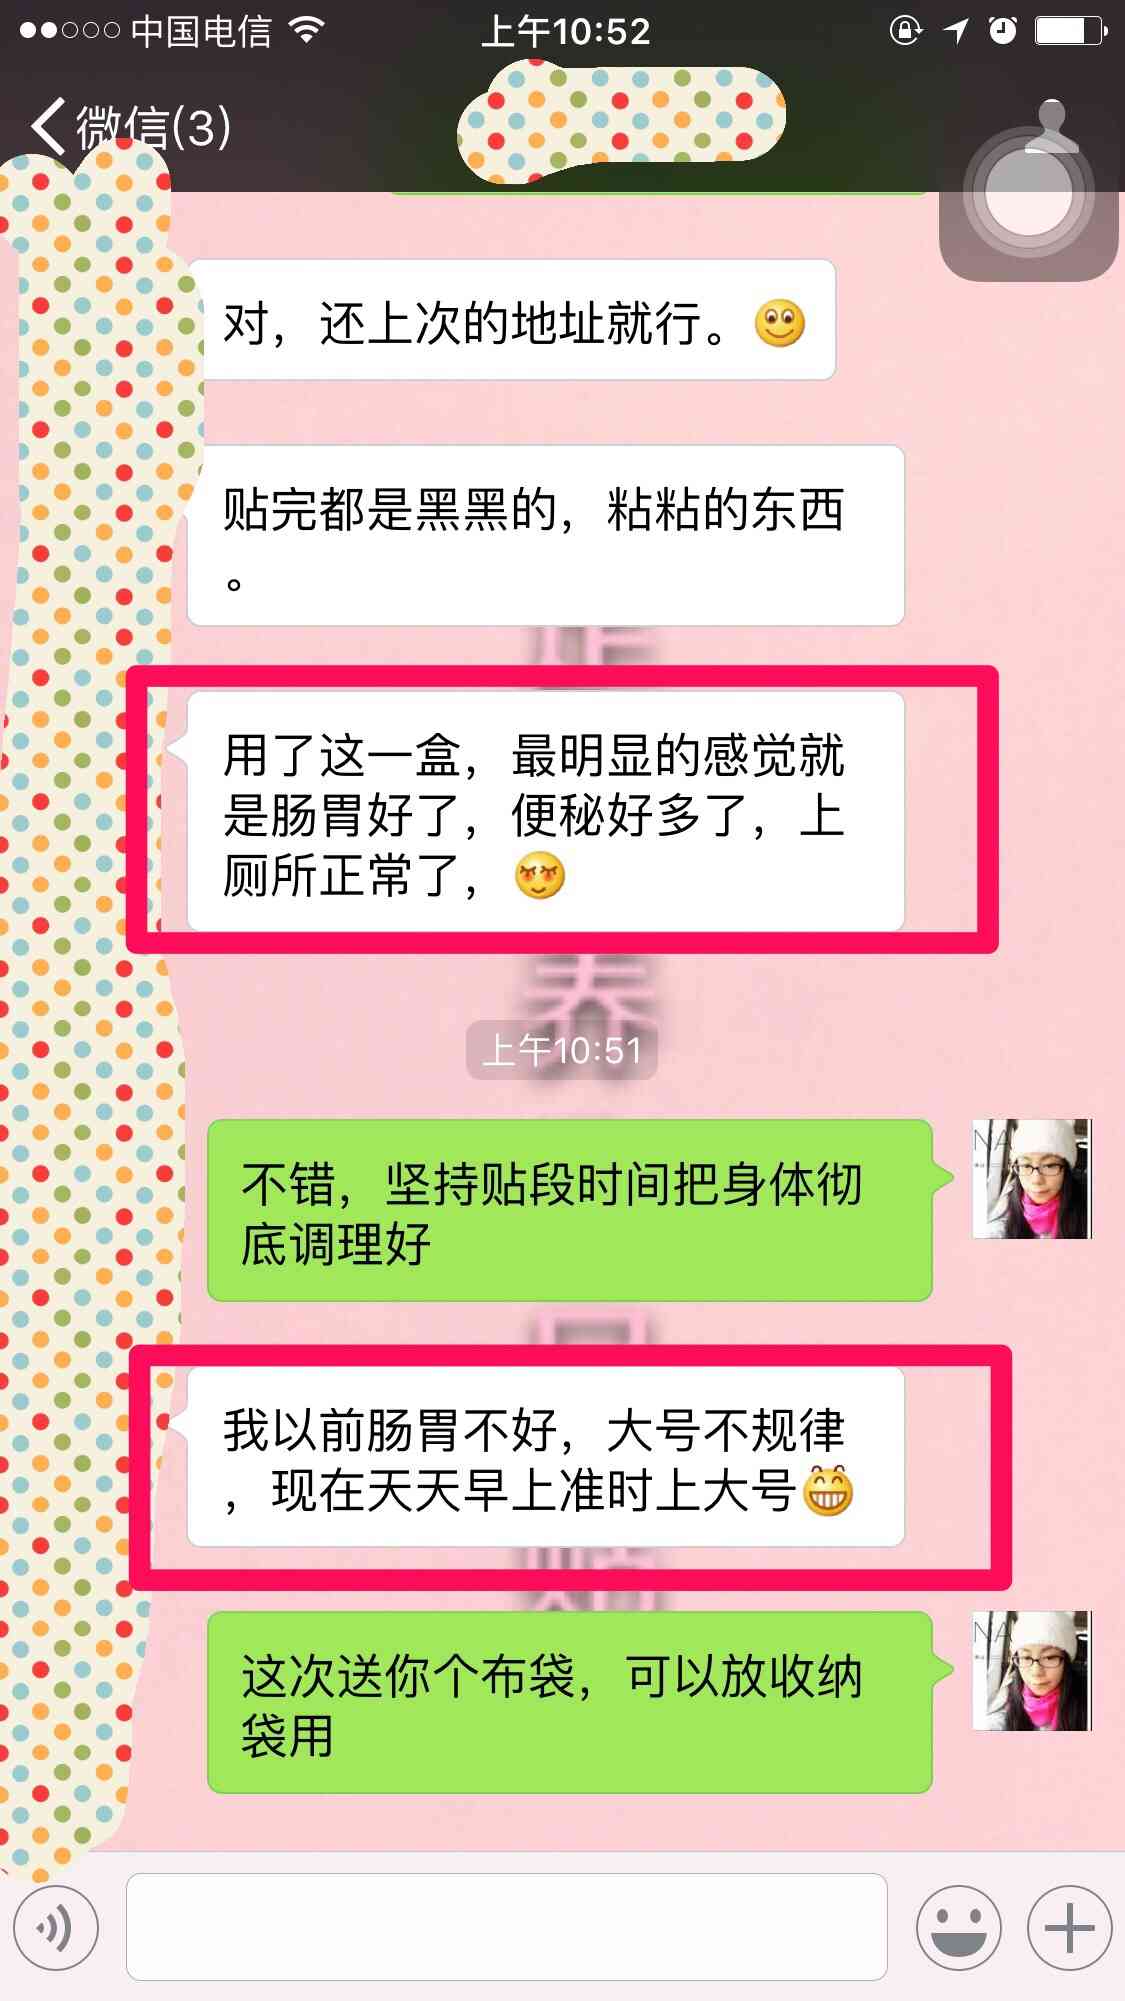 中国电信
上午10:52
微信(3)
对，还上次的地址就行。
贴完都是黑黑的，粘粘的东西
。
用了这一盒，最明显的感觉就
是肠胃好了，便秘好多了，上
厕所正常了，
养
上午10:51
不错，坚持贴段时间把身体彻
底调理好
我以前肠胃不好，大号不规律
，现在天天早上准时上大号
这次送你个布袋，可以放收纳
袋用